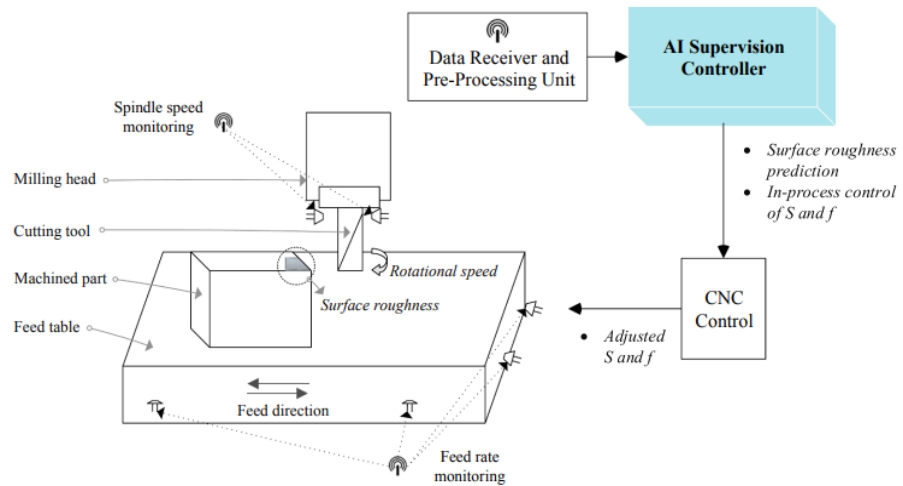 Data Receiver and
Pre-Processing Unit
AI Supervision
Controller
Spindle speed
monitoring
• Surface roughness
prediction
• In-process control
of S and f
Milling head
Cutting tool
Machined part
Feed table
Rotational speed
Surface roughness
CNC
Control
• Adjusted
S and f
Feed direction
Feed rate
monitoring